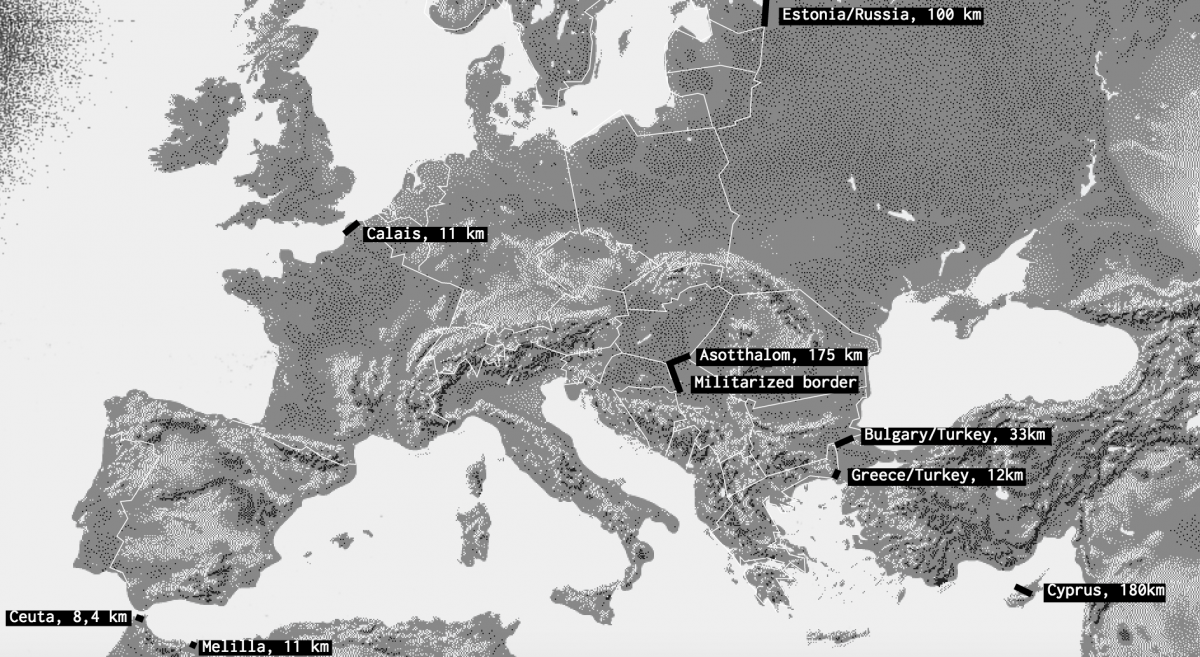 Estonia/Russia, 100 km
Calais, 11 km
Asotthalom, 175 km
Militarized border
Bulgary/Turkey, 33km
Greece/Turkey, 12km
Cyprus, 180km
Ceuta, 8,4 km
Melilla, 11 km